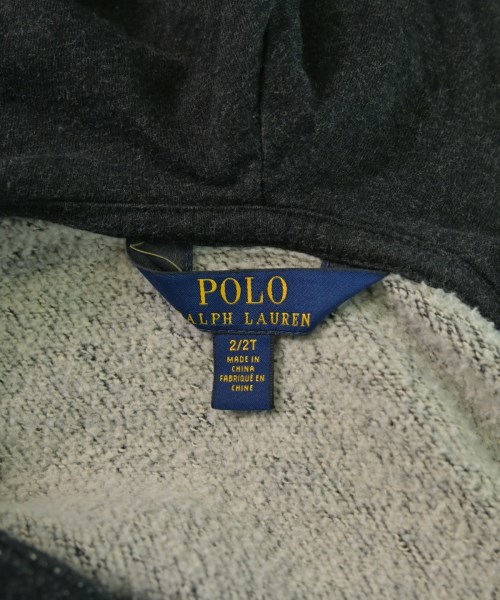 POLO
RALPH LAUREN
2/2T
MADE IN
CHINA
FABRIQUÉ EN
CHINE